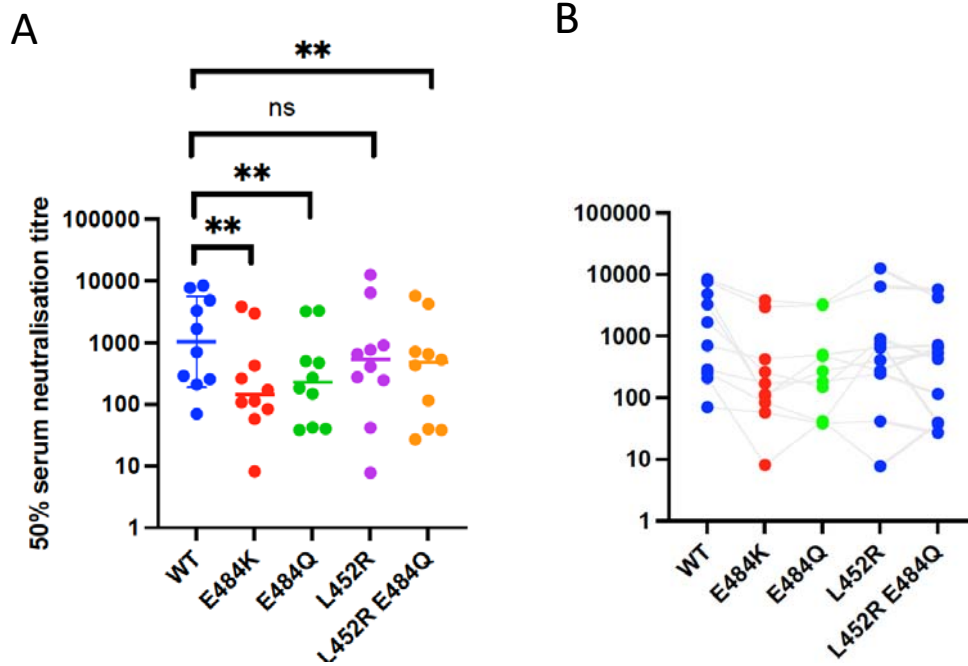 A
B
**
ns
**
**
50% serum neutralisation titre
100000
10000
1000
100
10
1
WT
E484K
E484Q
L452R
L452R E484Q
100000
10000
1000
100
10
1
WT
E484K
E484Q
L452R
L452R E484Q